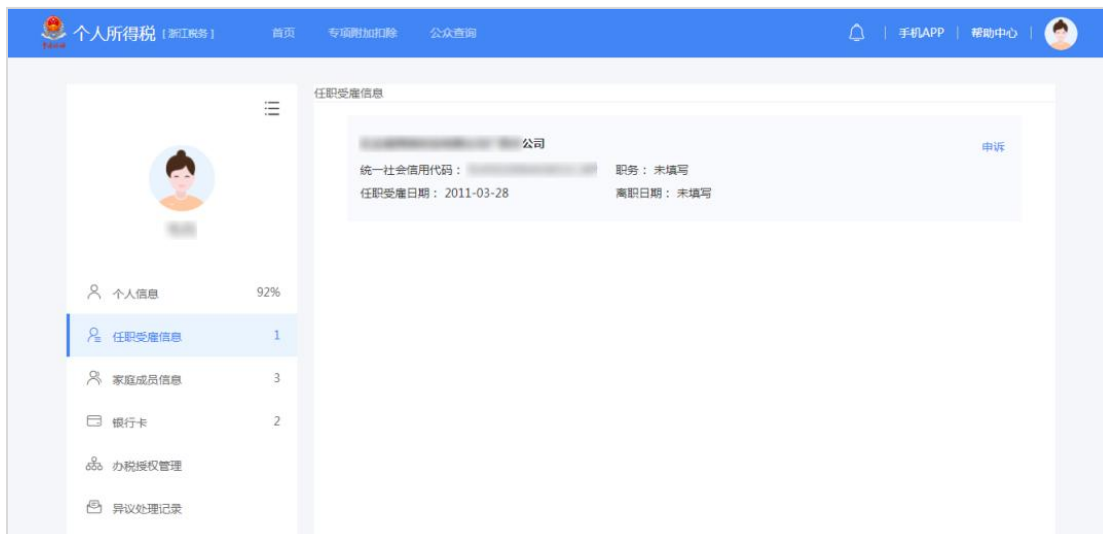 个人所得税 [ 浙江税务 ] 首页 专项附加扣除 公众查询 手机APP 帮助中心
任职受雇信息
公司 申诉
统一社会信用代码： 职务： 未填写
任职受雇日期： 2011-03-28 离职日期： 未填写
个人信息 92%
任职受雇信息 1
家庭成员信息 3
银行卡 2
办税授权管理
异议处理记录